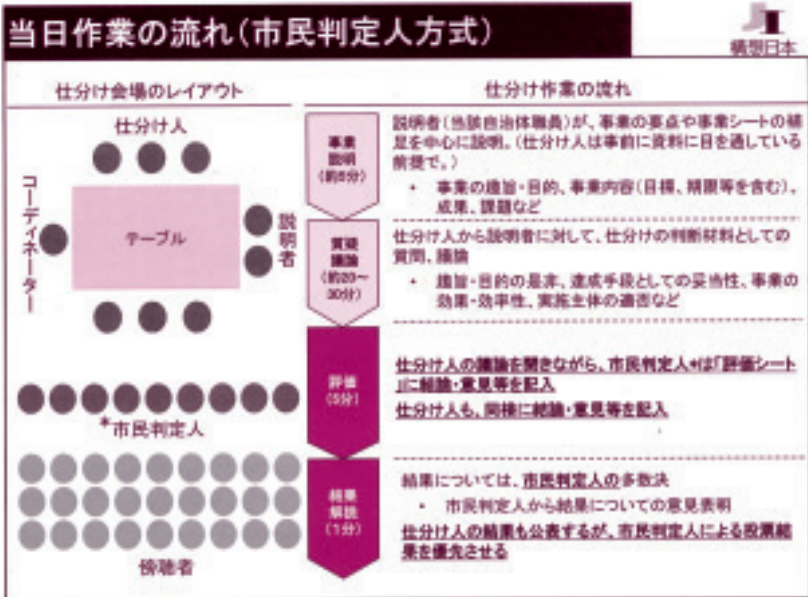 当日作業の流れ(市民判定人方式)
構想日本
仕分け会場のレイアウト
仕分け人
コーディネーター
テーブル
説明者
*市民判定人
傍聴者
仕分け作業の流れ
事業
説明
(約5分)
説明者(当該自治体職員)が、事業の要点や事業シートの補
足を中心に説明。(仕分け人は事前に資料に目を通している
前提で。)
・ 事業の趣旨・目的、事業内容(目標、期限等を含む)、
成果、課題など
質疑
議論
(約20～
30分)
仕分け人から説明者に対して、仕分けの判断材料としての
質問、議論
・ 趣旨・目的の是非、達成手段としての妥当性、事業の
効果・効率性、実施主体の適否など
評価
(5分)
仕分け人の議論を聞きながら、市民判定人*は「評価シート
」に結論・意見等を記入
仕分け人も、同様に結論・意見等を記入
結果
解説
(1分)
結果については、市民判定人の多数決
・ 市民判定人から結果についての意見表明
仕分け人の結果も公表するが、市民判定人による投票結
果を優先させる